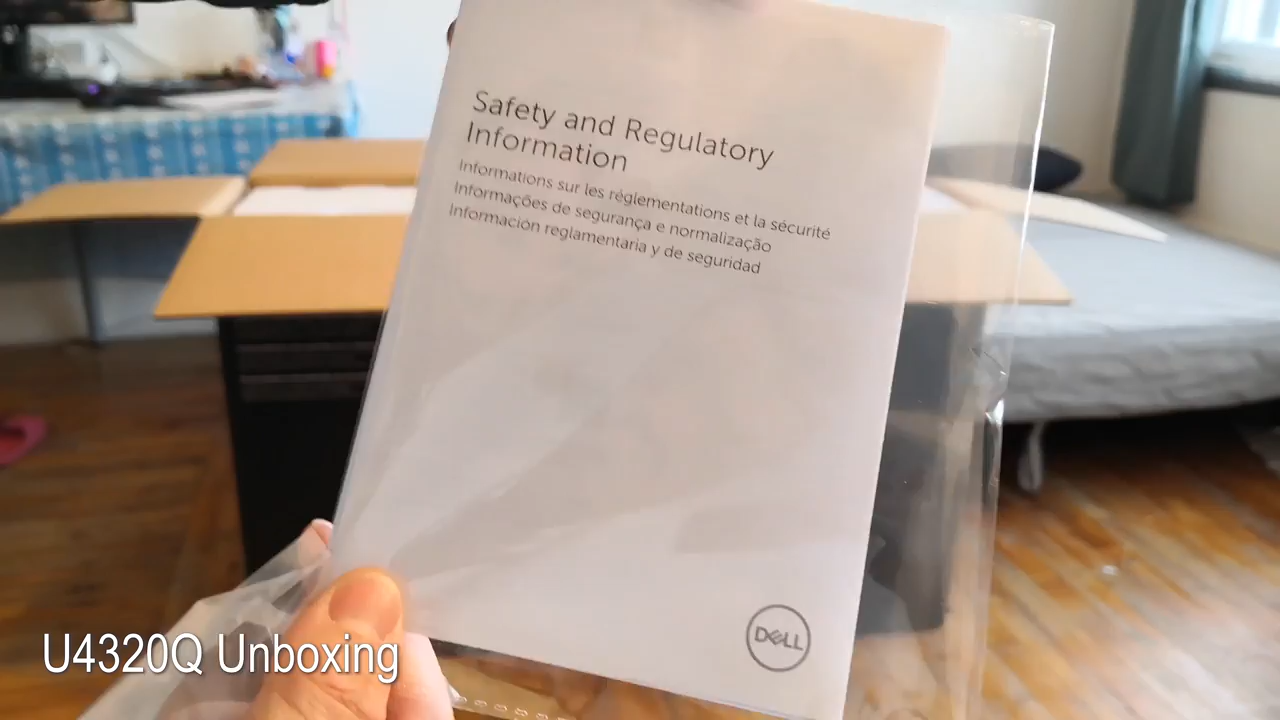 Safety and Regulatory
Information
Informations sur les réglementations et la sécurité
Informações de segurança e normalização
Información reglamentaria y de seguridad
DELL
U4320Q Unboxing